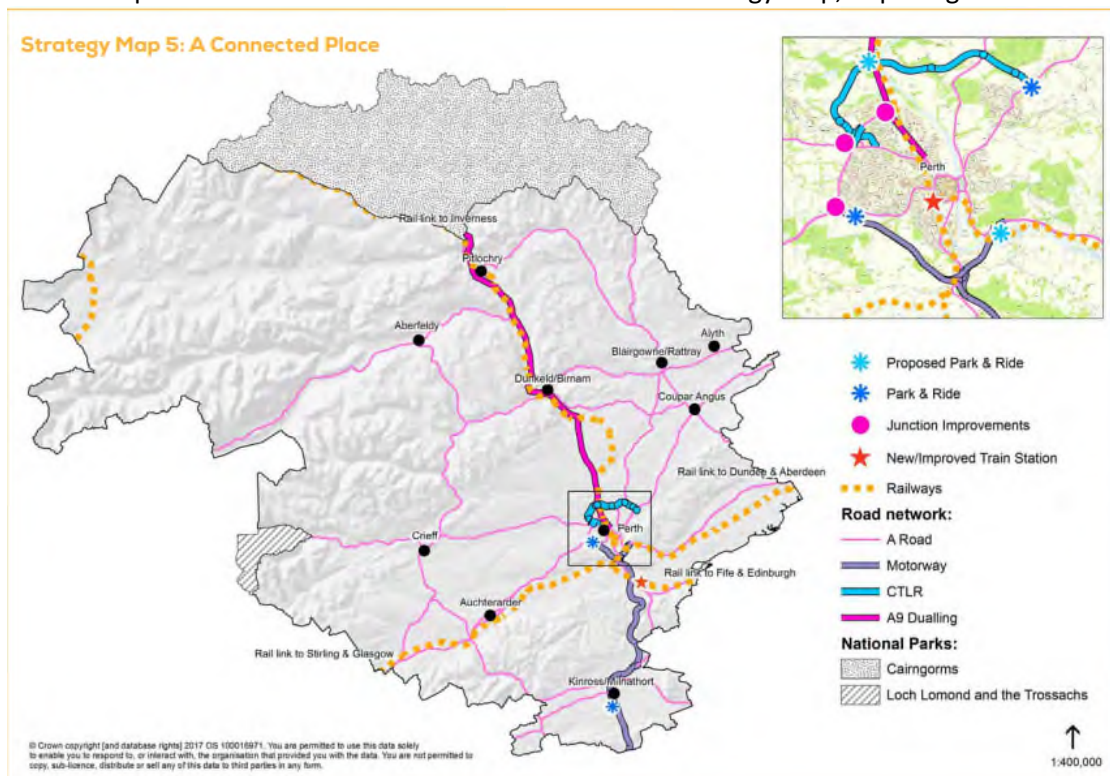 Strategy Map 5: A Connected Place
Perth
Rail link to Inverness
Pitlochry
Aberfeldy
Alyth
Blairgowrie/Rattray
Dunkeld/Birnam
Coupar Angus
Rail link to Dundee & Aberdeen
Perth
Crieff
Rail link to Fife & Edinburgh
Auchterarder
Rail link to Stirling & Glasgow
Kinross/Milnathort
Proposed Park & Ride
Park & Ride
Junction Improvements
New/Improved Train Station
Railways
Road network:
A Road
Motorway
CTLR
A9 Dualling
National Parks:
Cairngorms
Loch Lomond and the Trossachs
© Crown copyright [and database rights] 2017 OS 100016971. You are permitted to use this data solely
to enable you to respond to, or interact with, the organisation that provided you with the data. You are not permitted to
copy, sub-licence, distribute or sell any of this data to third parties in any form.
1:400,000